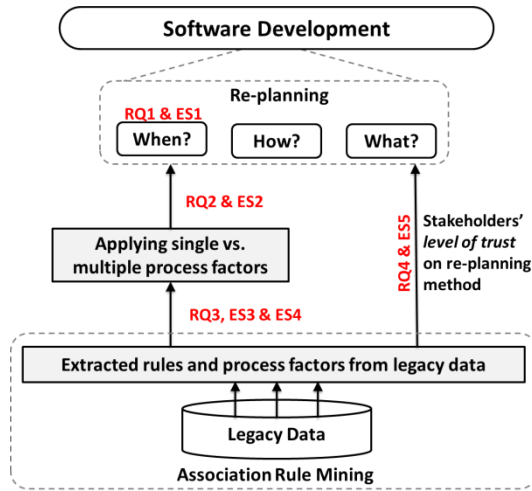 Software Development
Re-planning
RQ1 & ES1
When?
How?
What?
RQ2 & ES2
RQ4 & ES5
Stakeholders'
level of trust
on re-planning
method
Applying single vs.
multiple process factors
RQ3, ES3 & ES4
Extracted rules and process factors from legacy data
Legacy Data
Association Rule Mining